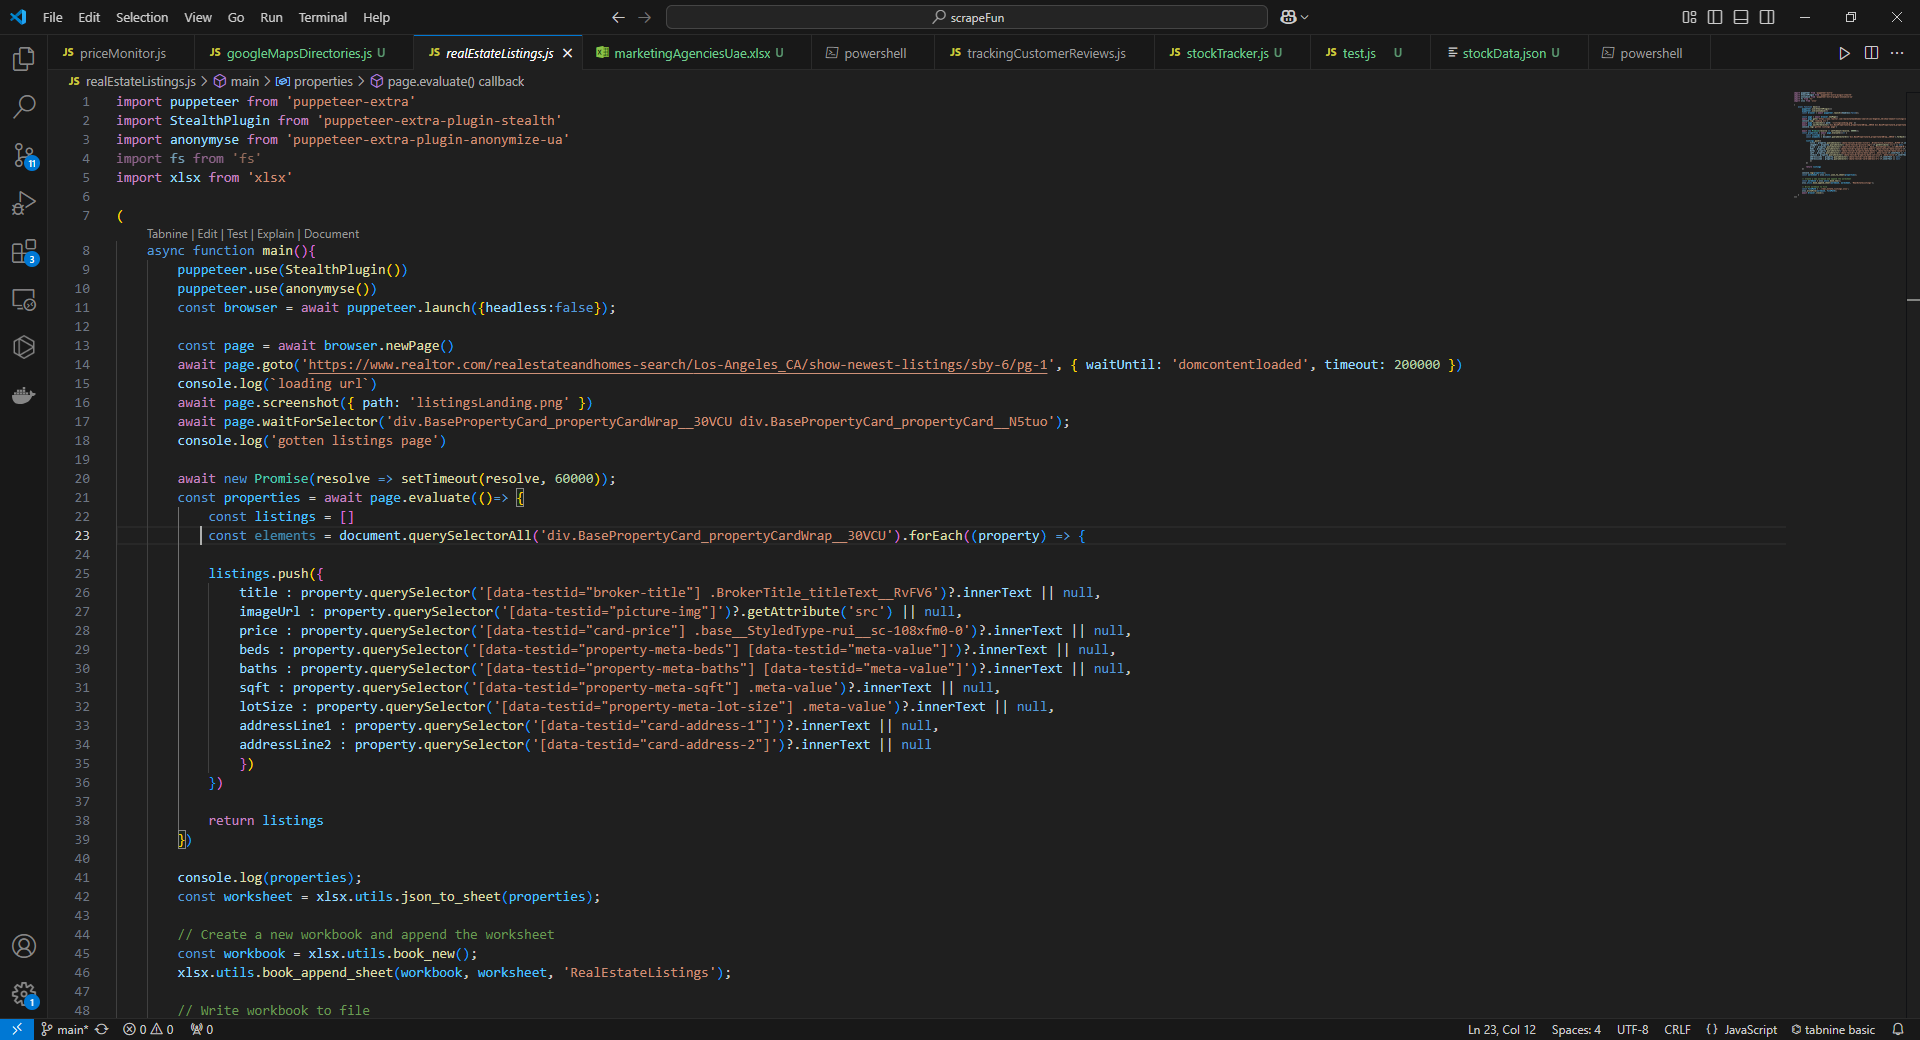 File Edit Selection View Go Run Terminal Help
scrapeFun
JS priceMonitor.js
JS googleMapsDirectories.js U
JS realEstateListings.js
marketingAgenciesUae.xlsx U
powershell
JS trackingCustomerReviews.js
JS stockTracker.js U
JS test.js U
stockData.json U
powershell
JS realEstateListings.js > main > properties > page.evaluate() callback
1 import puppeteer from 'puppeteer-extra'
2 import StealthPlugin from 'puppeteer-extra-plugin-stealth'
3 import anonymyse from 'puppeteer-extra-plugin-anonymize-ua'
4 import fs from 'fs'
5 import xlsx from 'xlsx'
6
7 (
Tabnine | Edit | Test | Explain | Document
8 async function main(){
9 puppeteer.use(StealthPlugin())
10 puppeteer.use(anonymyse())
11 const browser = await puppeteer.launch({headless:false});
12
13 const page = await browser.newPage()
14 await page.goto('https://www.realtor.com/realestateandhomes-search/Los-Angeles_CA/show-newest-listings/sby-6/pg-1', { waitUntil: 'domcontentloaded', timeout: 200000 })
15 console.log(`loading url`)
16 await page.screenshot({ path: 'listingsLanding.png' })
17 await page.waitForSelector('div.BasePropertyCard_propertyCardWrap__30VCU div.BasePropertyCard_propertyCard__N5tuo');
18 console.log('gotten listings page')
19
20 await new Promise(resolve => setTimeout(resolve, 60000));
21 const properties = await page.evaluate(()=> {
22 const listings = []
23 const elements = document.querySelectorAll('div.BasePropertyCard_propertyCardWrap__30VCU').forEach((property) => {
24
25 listings.push({
26 title : property.querySelector('[data-testid="broker-title"] .BrokerTitle_titleText__RvFV6')?.innerText || null,
27 imageUrl : property.querySelector('[data-testid="picture-img"]')?.getAttribute('src') || null,
28 price : property.querySelector('[data-testid="card-price"] .base__StyledType-rui__sc-108xfm0-0')?.innerText || null,
29 beds : property.querySelector('[data-testid="property-meta-beds"] [data-testid="meta-value"]')?.innerText || null,
30 baths : property.querySelector('[data-testid="property-meta-baths"] [data-testid="meta-value"]')?.innerText || null,
31 sqft : property.querySelector('[data-testid="property-meta-sqft"] .meta-value')?.innerText || null,
32 lotSize : property.querySelector('[data-testid="property-meta-lot-size"] .meta-value')?.innerText || null,
33 addressLine1 : property.querySelector('[data-testid="card-address-1"]')?.innerText || null,
34 addressLine2 : property.querySelector('[data-testid="card-address-2"]')?.innerText || null
35 })
36 })
37
38 return listings
39 })
40
41 console.log(properties);
42 const worksheet = xlsx.utils.json_to_sheet(properties);
43
44 // Create a new workbook and append the worksheet
45 const workbook = xlsx.utils.book_new();
46 xlsx.utils.book_append_sheet(workbook, worksheet, 'RealEstateListings');
47
48 // Write workbook to file
11
3
1
main* 0 0 0
Ln 23, Col 12 Spaces: 4 UTF-8 CRLF {} JavaScript tabnine basic